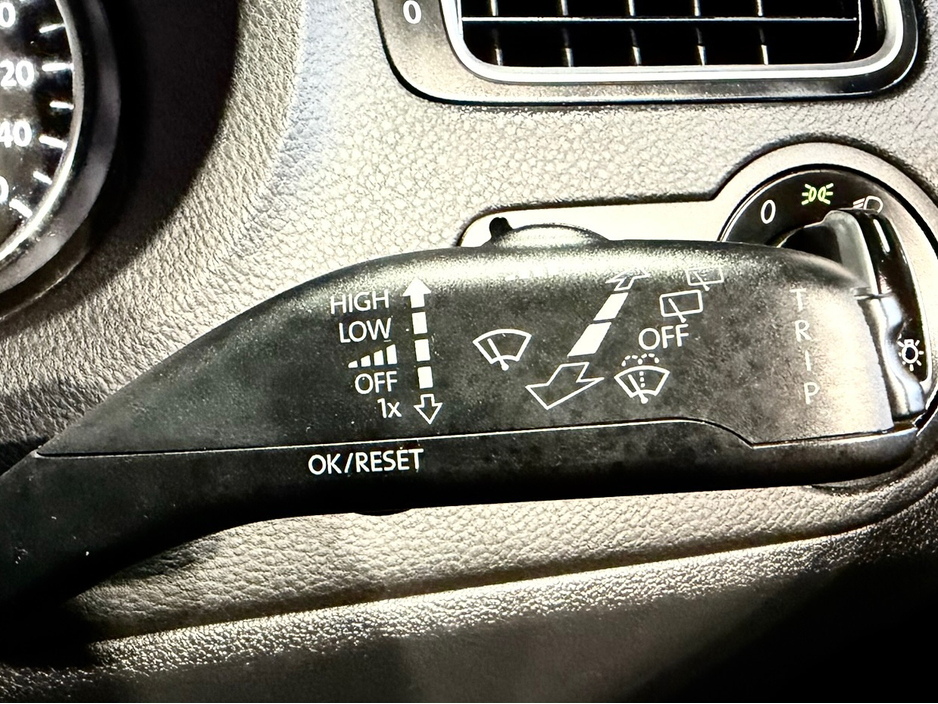 0
20
40
0
HIGH
LOW
OFF
1x
OFF
TRIP
OK/RESET